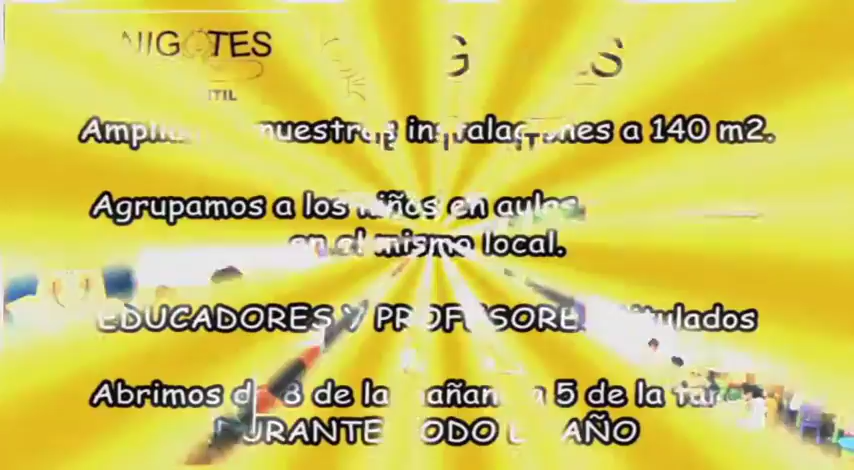 NIGOTES
nuestras instalaciones a 140 m2.
Agrupamos a los niños en aulas
en el mismo local.
EDUCADORES Y PROFESORES titulados
Abrimos de 8 de la mañana a 5 de la tarde
DURANTE TODO EL AÑO